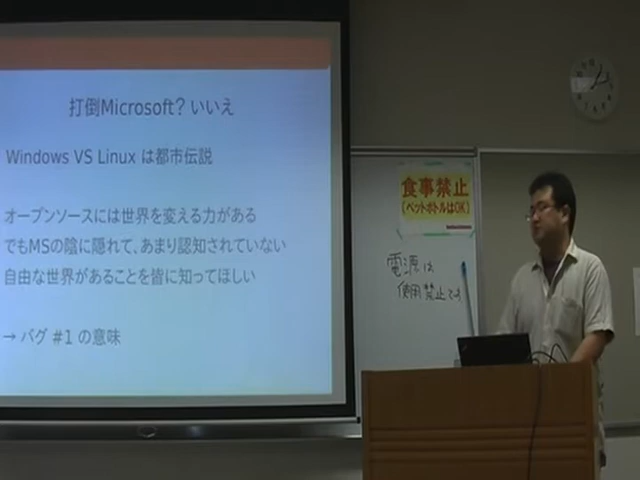 打倒Microsoft? いいえ
Windows VS Linux は都市伝説
オープンソースには世界を変える力がある
でもMSの陰に隠れて、あまり認知されていない
自由な世界があることを皆に知ってほしい
→ バグ #1 の意味
食事禁止
(ペットボトルはOK)
電源は
使用禁止です